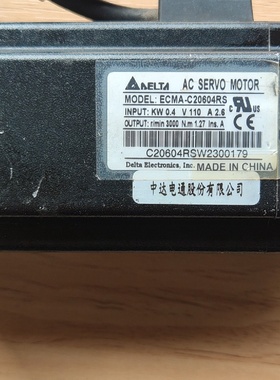 DELTA AC SERVO MOTOR
MODEL: ECMA-C20604RS
INPUT: KW 0.4 V 110 A 2.6
OUTPUT: r/min 3000 N.m 1.27 Ins. A
C20604RSW2300179
Delta Electronics, Inc. MADE IN CHINA
中达电通股份有限公司